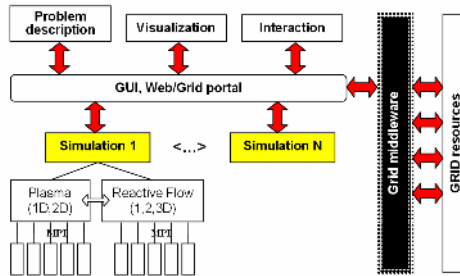 Problem
description
Visualization
Interaction
GUI, Web/Grid portal
Simulation 1
<...>
Simulation N
Plasma
(1D,2D)
Reactive Flow
(1,2,3D)
MPI
MPI
Grid middleware
GRID resources